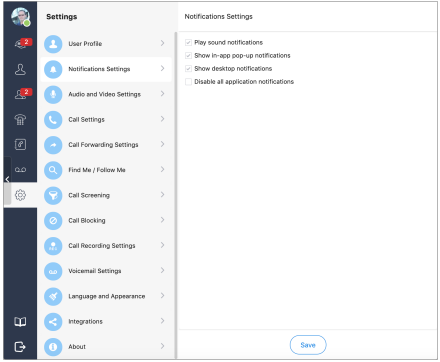 Settings
Notifications Settings
2
User Profile
Play sound notifications
Show in-app pop-up notifications
Notifications Settings
Show desktop notifications
Disable all application notifications
2
Audio and Video Settings
Call Settings
Call Forwarding Settings
Find Me / Follow Me
Call Screening
Call Blocking
Call Recording Settings
Voicemail Settings
Language and Appearance
Integrations
About
Save